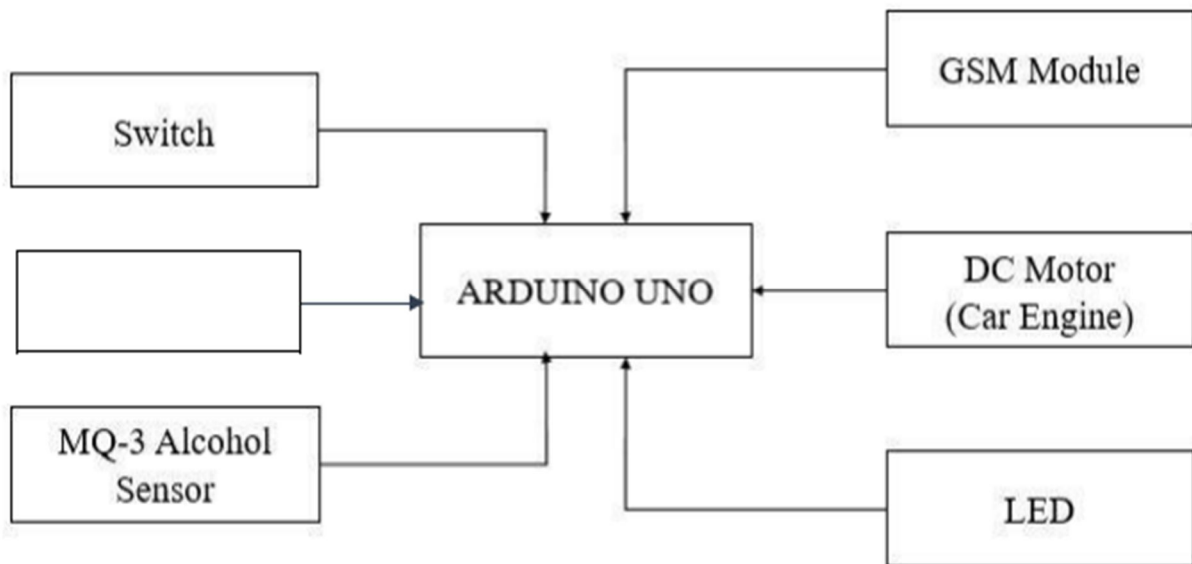 GSM Module
Switch
ARDUINO UNO
DC Motor
(Car Engine)
MQ-3 Alcohol
Sensor
LED